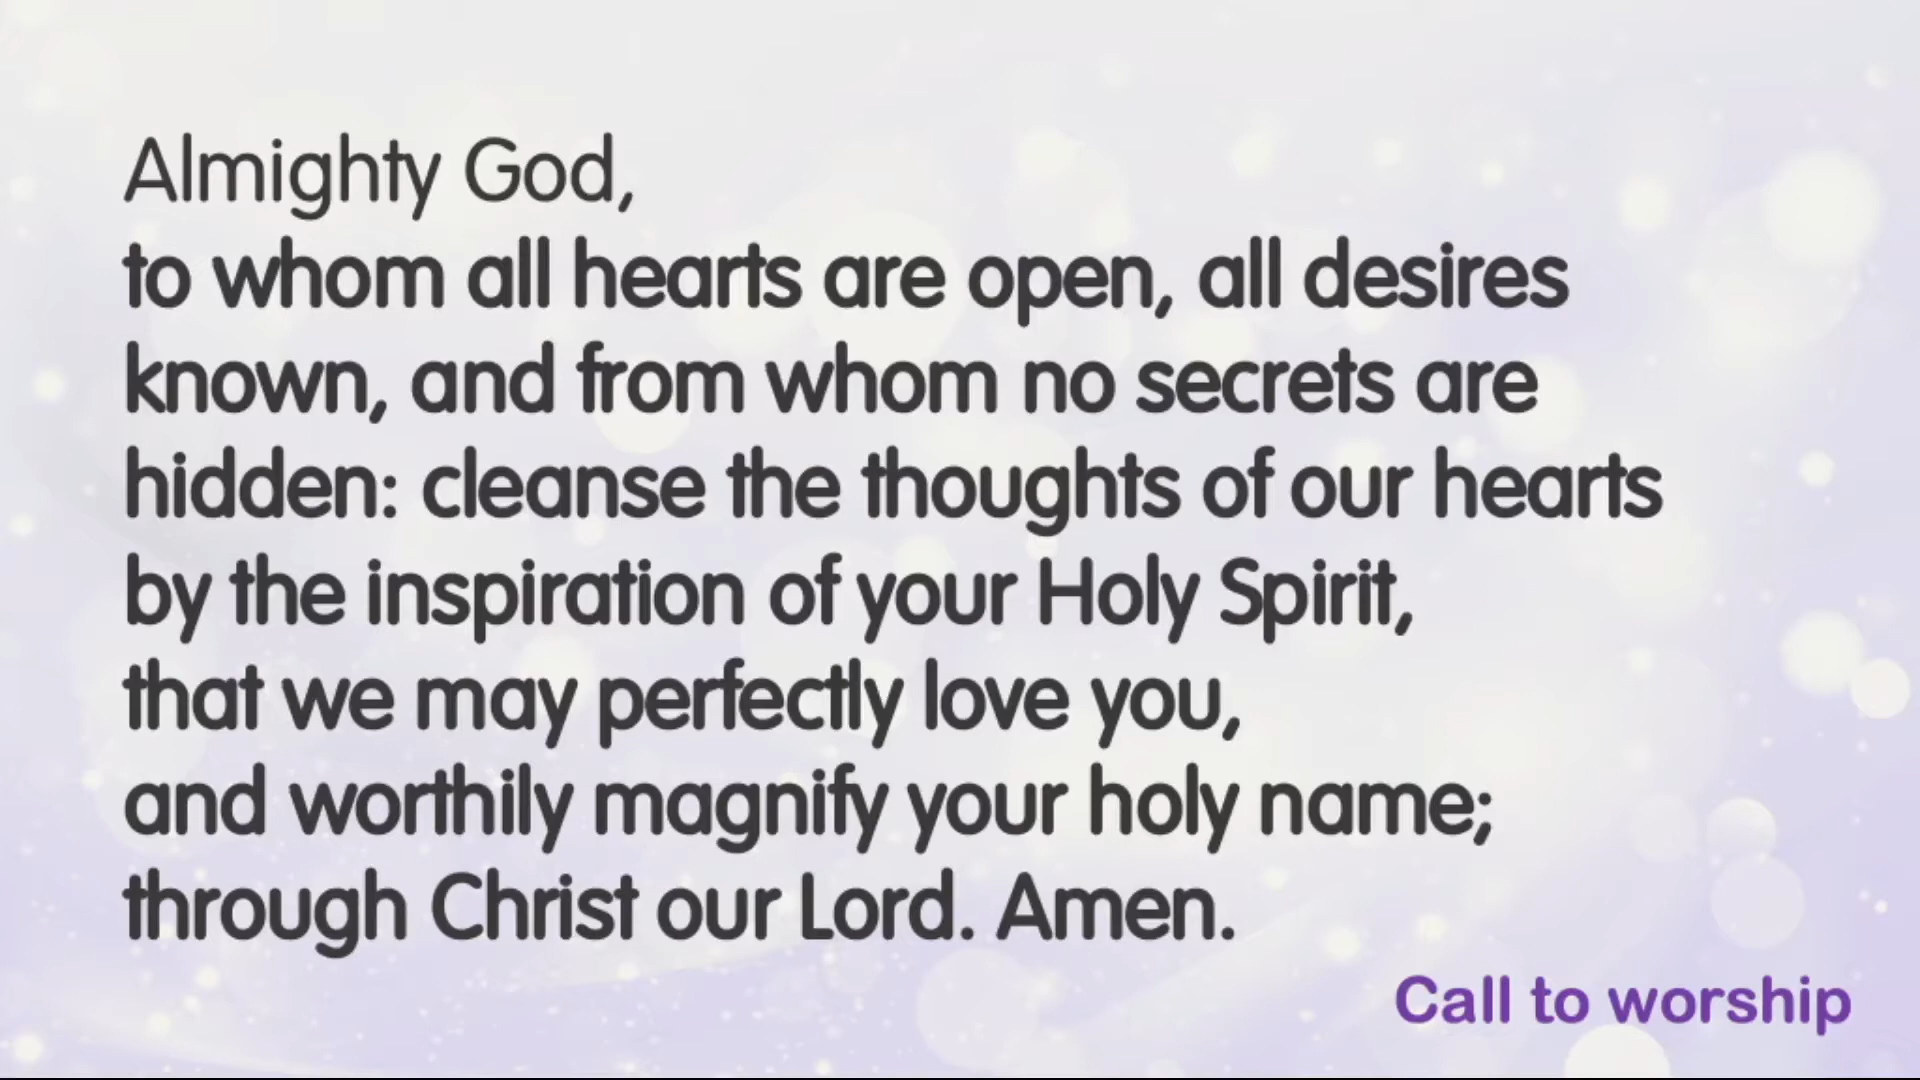 Almighty God,
to whom all hearts are open, all desires
known, and from whom no secrets are
hidden: cleanse the thoughts of our hearts
by the inspiration of your Holy Spirit,
that we may perfectly love you,
and worthily magnify your holy name;
through Christ our Lord. Amen.
Call to worship